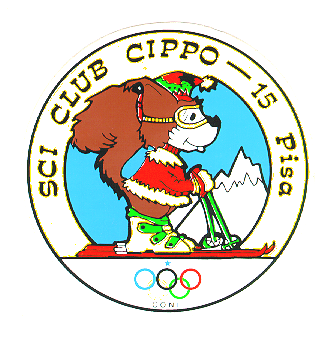 SCI CLUB CIPPO — 15 Pisa
CONI